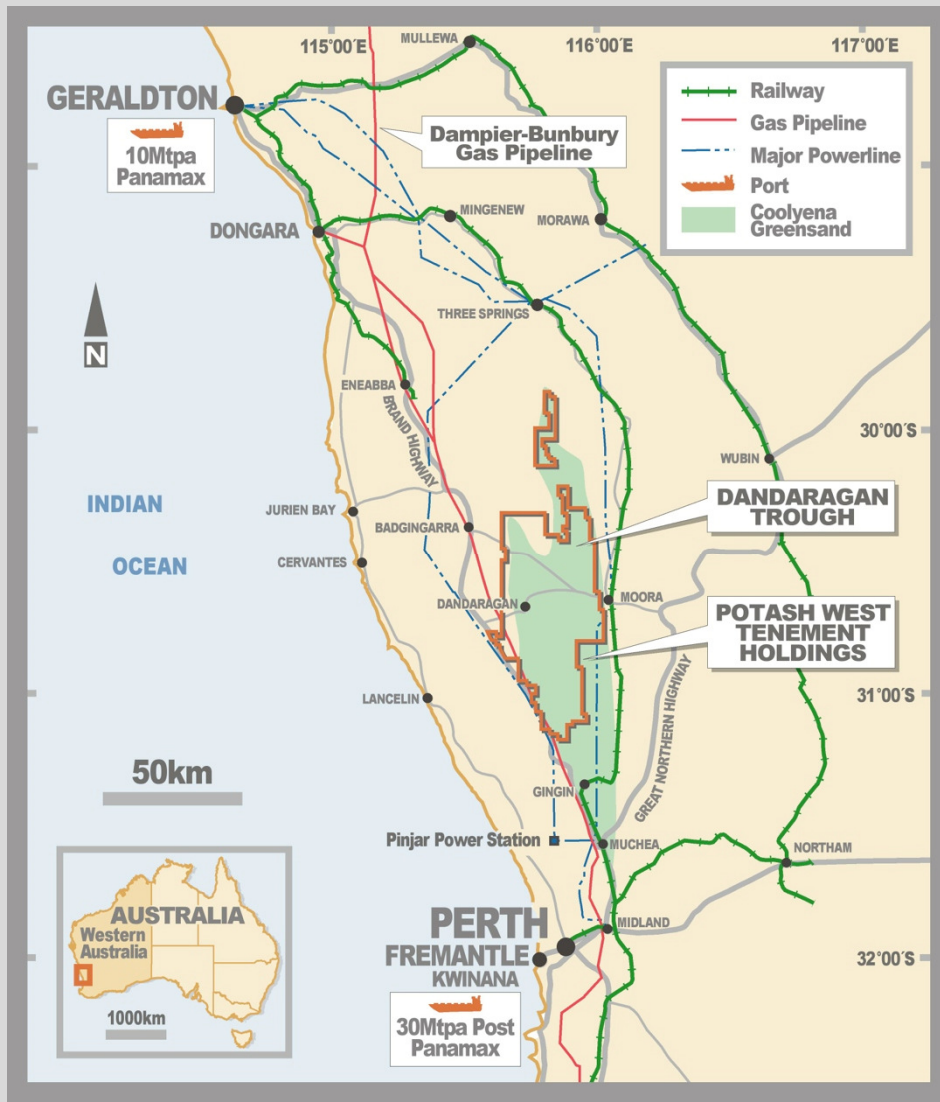 115°00´E
116°00´E
117°00´E
MULLEWA
GERALDTON
10Mtpa
Panamax
Dampier-Bunbury
Gas Pipeline
Railway
Gas Pipeline
Major Powerline
Port
Coolyena
Greensand
DONGARA
MINGENEW
MORAWA
N
THREE SPRINGS
ENEABBA
BRAND HIGHWAY
30°00´S
WUBIN
INDIAN
OCEAN
JURIEN BAY
BADGINGARRA
DANDARAGAN
TROUGH
CERVANTES
DANDARAGAN
MOORA
POTASH WEST
TENEMENT
HOLDINGS
LANCELIN
31°00´S
GREAT NORTHERN HIGHWAY
50km
GINGIN
Pinjar Power Station
MUCHEA
NORTHAM
AUSTRALIA
Western
Australia
1000km
PERTH
MIDLAND
FREMANTLE
KWINANA
32°00´S
30Mtpa Post
Panamax